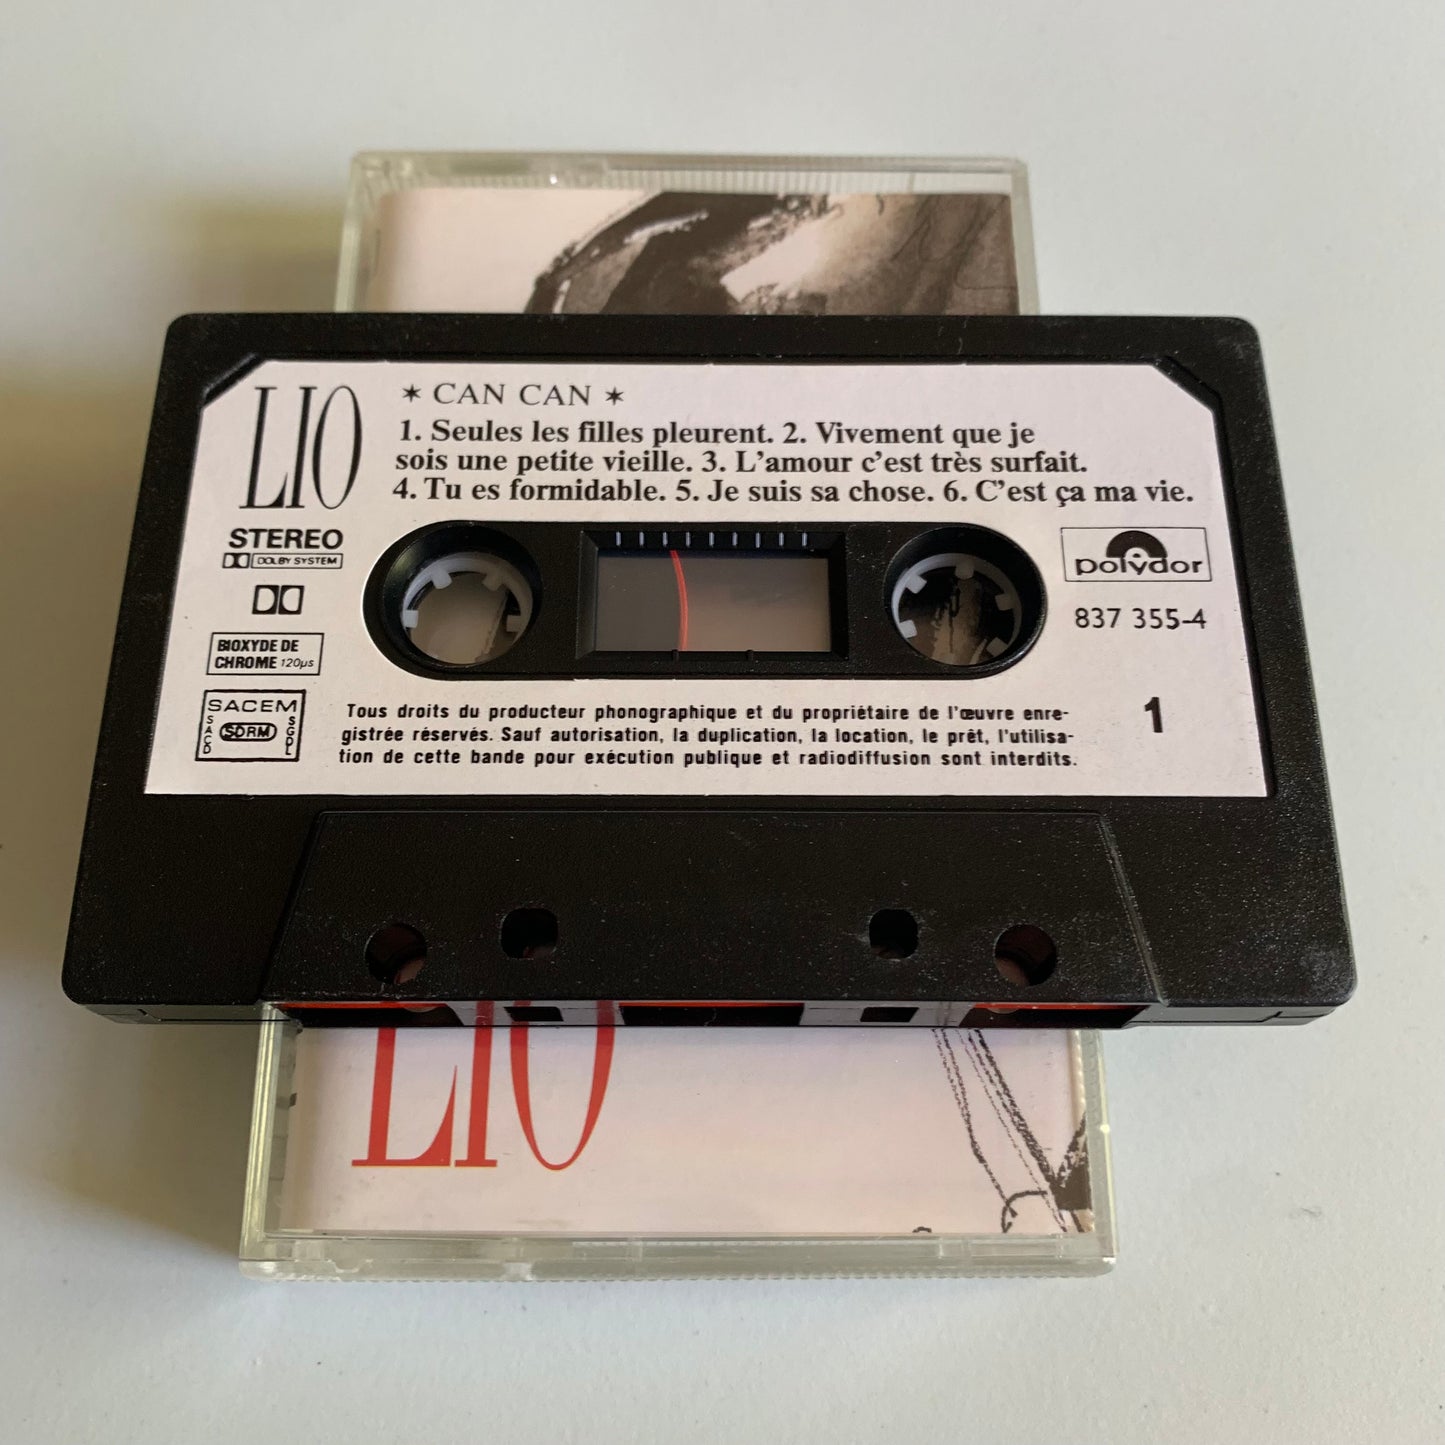 LIO
* CAN CAN *
1. Seules les filles pleurent. 2. Vivement que je
sois une petite vieille. 3. L'amour c'est très surfait.
4. Tu es formidable. 5. Je suis sa chose. 6. C'est ça ma vie.
STEREO
DOLBY SYSTEM
polydor
837 355-4
BIOXYDE DE
CHROME 120µs
SACEM
SACD
SDRM
SGDL
Tous droits du producteur phonographique et du propriétaire de l'œuvre enre-
gistrée réservés. Sauf autorisation, la duplication, la location, le prêt, l'utilisa-
tion de cette bande pour exécution publique et radiodiffusion sont interdits.
1
LIO